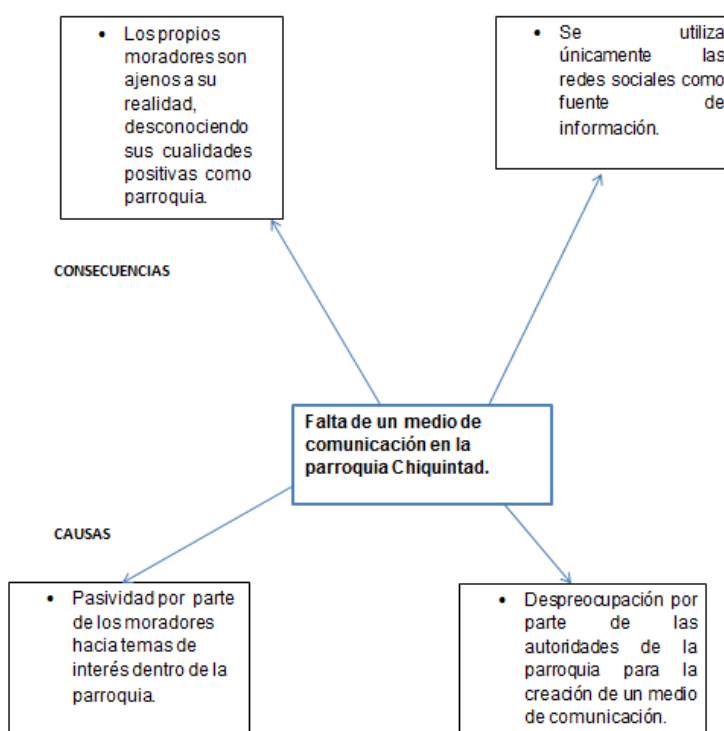 • Los propios
moradores son
ajenos a su
realidad,
desconociendo
sus cualidades
positivas como
parroquia.
• Se utiliza
únicamente las
redes sociales como
fuente de
información.
CONSECUENCIAS
Falta de un medio de
comunicación en la
parroquia Chiquintad.
CAUSAS
• Pasividad por parte
de los moradores
hacia temas de
interés dentro de la
parroquia.
• Despreocupación por
parte de las
autoridades de la
parroquia para la
creación de un medio
de comunicación.